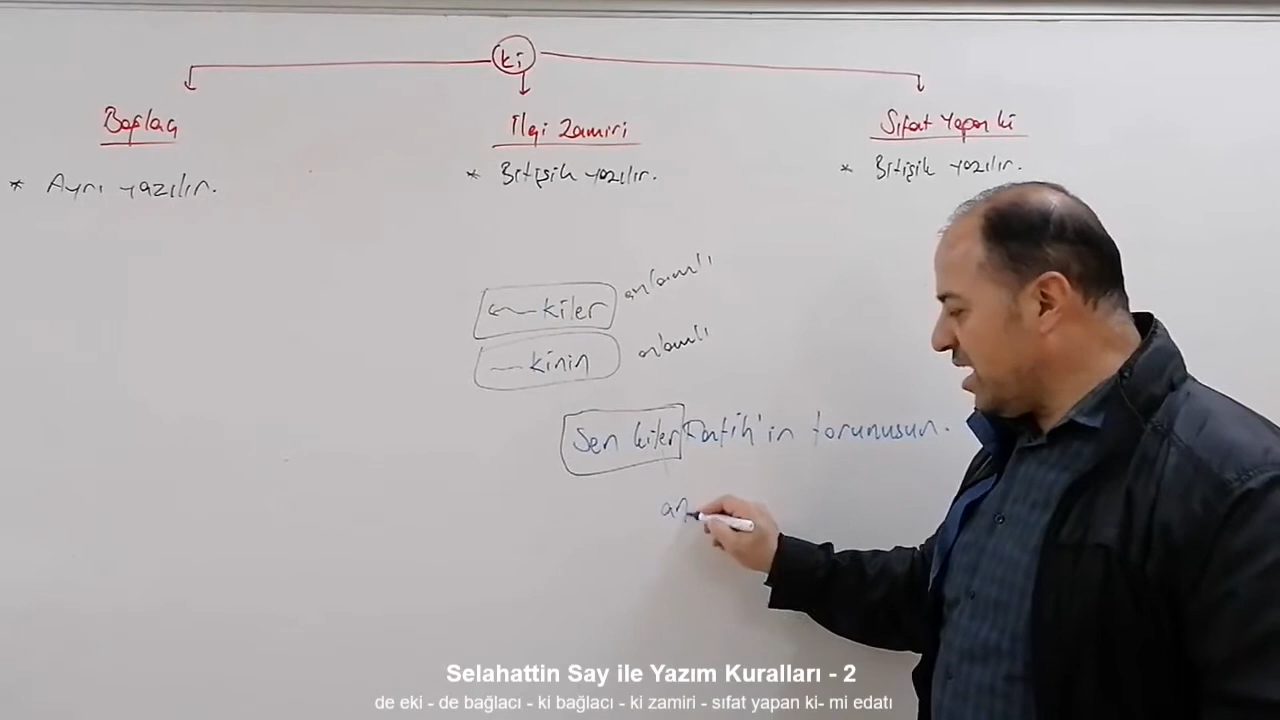 ki
Bağlaç
İlgi Zamiri
Sıfat Yapan ki
* Ayrı yazılır.
* Bitişik yazılır.
* Bitişik yazılır.
kiler anlamlı
kinin anlamlı
Sen kiler Fatih'in torunusun.
an
Selahattin Say ile Yazım Kuralları - 2
de eki - de bağlacı - ki bağlacı - ki zamiri - sıfat yapan ki- mi edatı